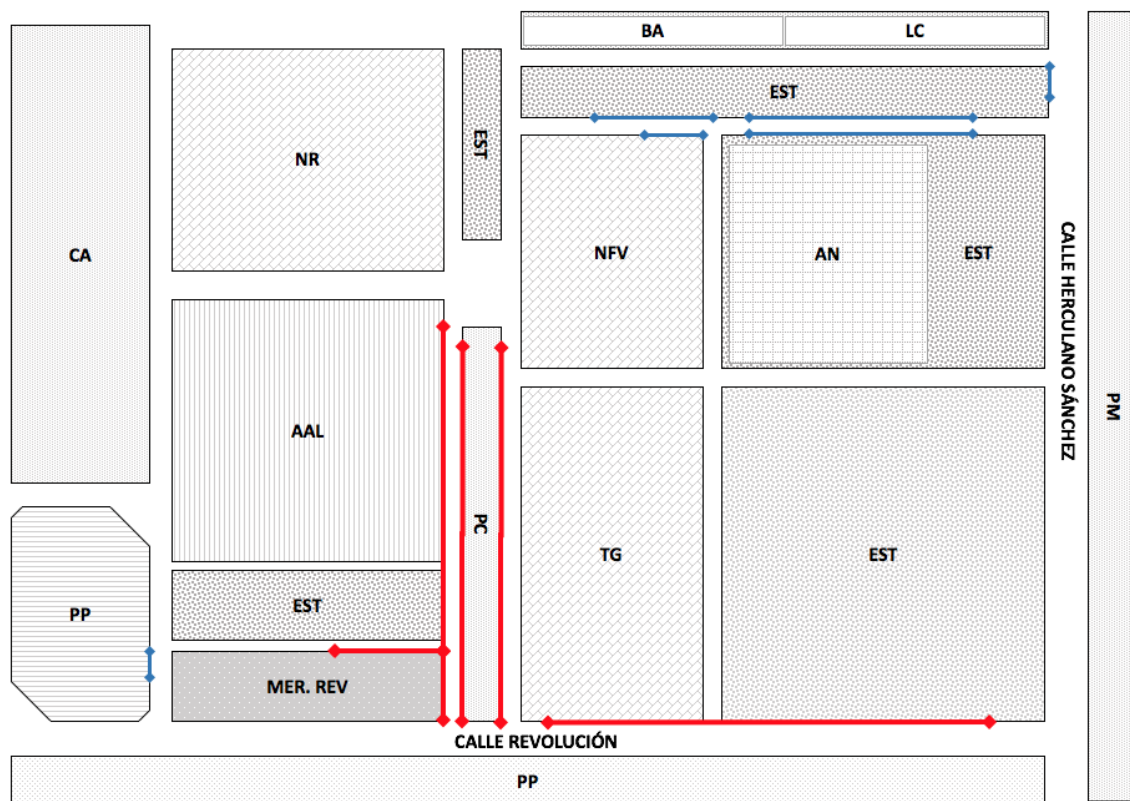 BA
LC
EST
NR
EST
CA
NFV
AN
EST
CALLE HERCULANO SÁNCHEZ
PM
AAL
PC
TG
EST
EST
PP
MER. REV
CALLE REVOLUCIÓN
PP